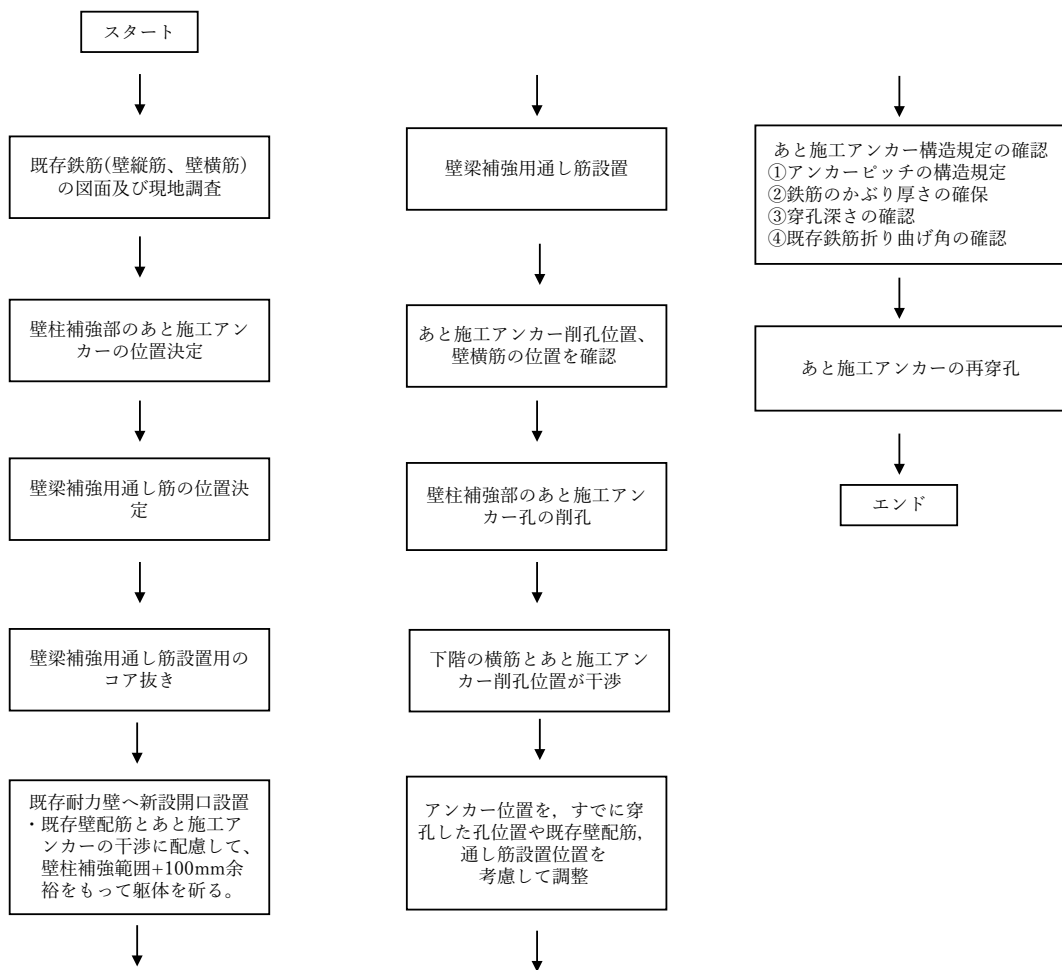 スタート
既存鉄筋(壁縦筋、壁横筋)
の図面及び現地調査
壁柱補強部のあと施工アン
カーの位置決定
壁梁補強用通し筋の位置決
定
壁梁補強用通し筋設置用の
コア抜き
既存耐力壁へ新設開口設置
・既存壁配筋とあと施工ア
ンカーの干渉に配慮して、
壁柱補強範囲+100mm余
裕をもって躯体を斫る。
壁梁補強用通し筋設置
あと施工アンカー削孔位置、
壁横筋の位置を確認
壁柱補強部のあと施工アン
カー孔の削孔
下階の横筋とあと施工アン
カー削孔位置が干渉
アンカー位置を，すでに穿
孔した孔位置や既存壁配筋，
通し筋設置位置を
考慮して調整
あと施工アンカー構造規定の確認
①アンカーピッチの構造規定
②鉄筋のかぶり厚さの確保
③穿孔深さの確認
④既存鉄筋折り曲げ角の確認
あと施工アンカーの再穿孔
エンド